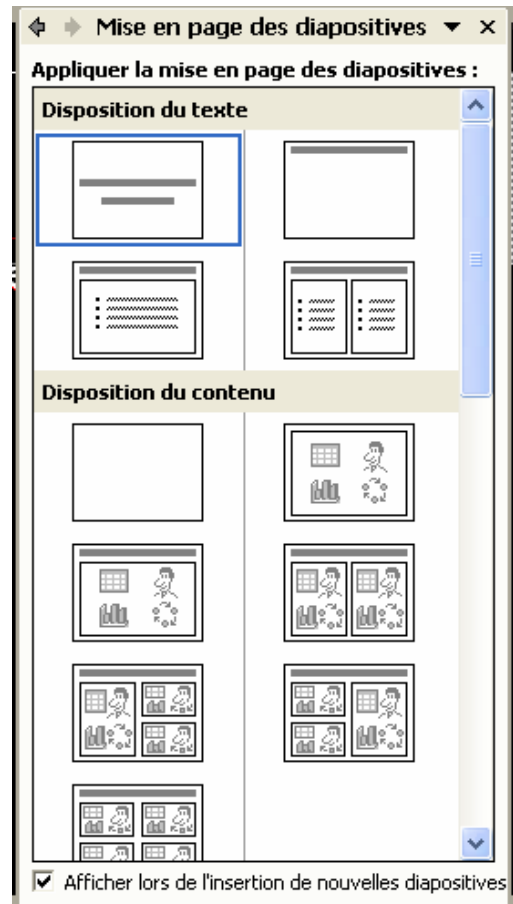 Mise en page des diapositives
Appliquer la mise en page des diapositives :
Disposition du texte
Disposition du contenu
Afficher lors de l'insertion de nouvelles diapositives